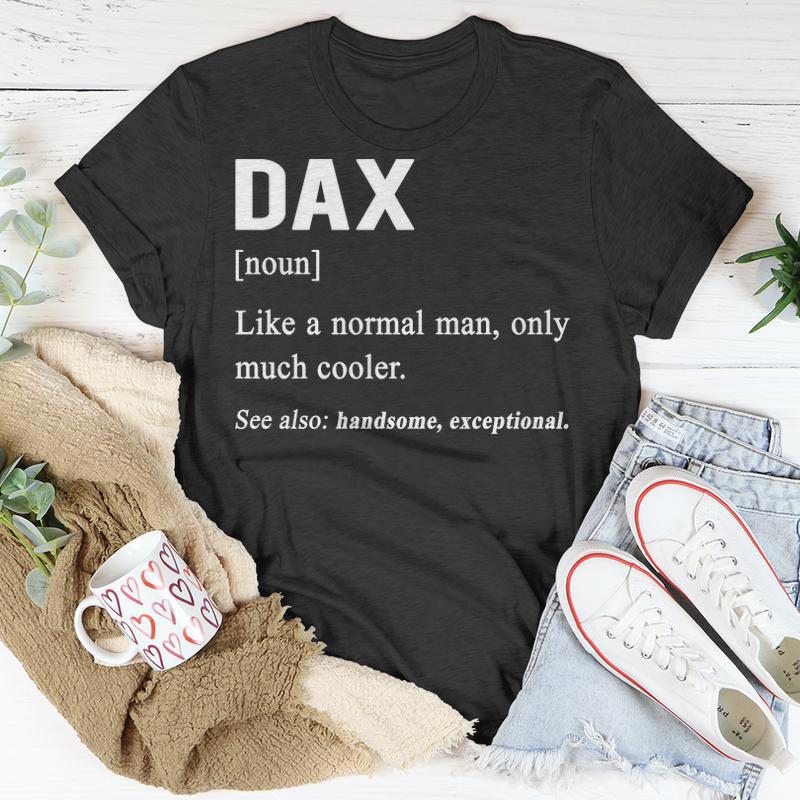 DAX
[noun]
Like a normal man, only
much cooler.
See also: handsome, exceptional.